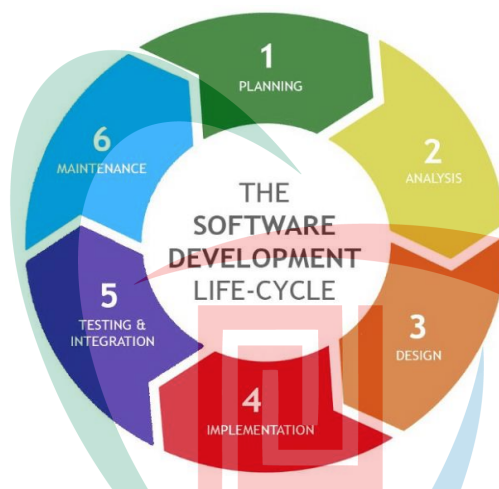 1
PLANNING
2
ANALYSIS
3
DESIGN
4
IMPLEMENTATION
5
TESTING &
INTEGRATION
6
MAINTENANCE
THE
SOFTWARE
DEVELOPMENT
LIFE-CYCLE